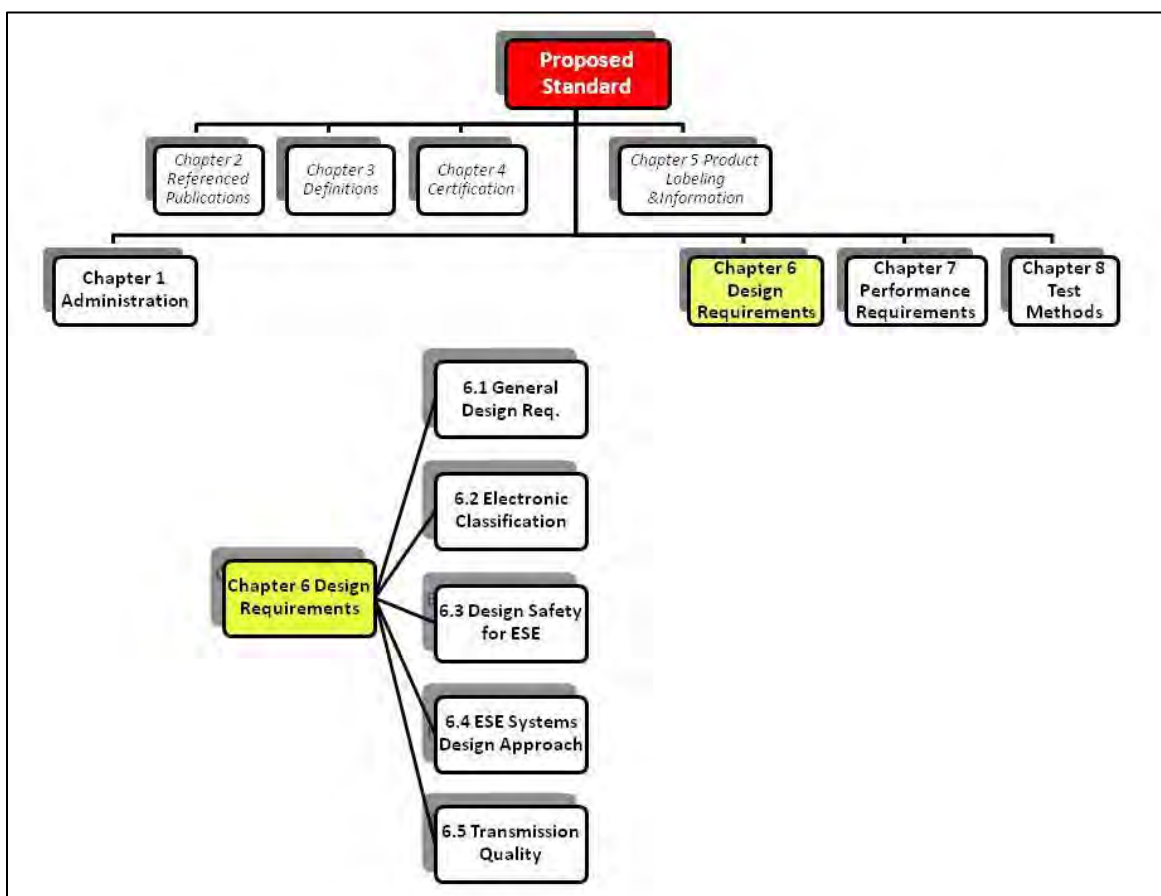 Proposed
Standard
Chapter 2
Referenced
Publications
Chapter 3
Definitions
Chapter 4
Certification
Chapter 5 Product
Labeling
&Information
Chapter 1
Administration
Chapter 6
Design
Requirements
Chapter 7
Performance
Requirements
Chapter 8
Test
Methods
6.1 General
Design Req.
6.2 Electronic
Classification
Chapter 6 Design
Requirements
6.3 Design Safety
for ESE
6.4 ESE Systems
Design Approach
6.5 Transmission
Quality